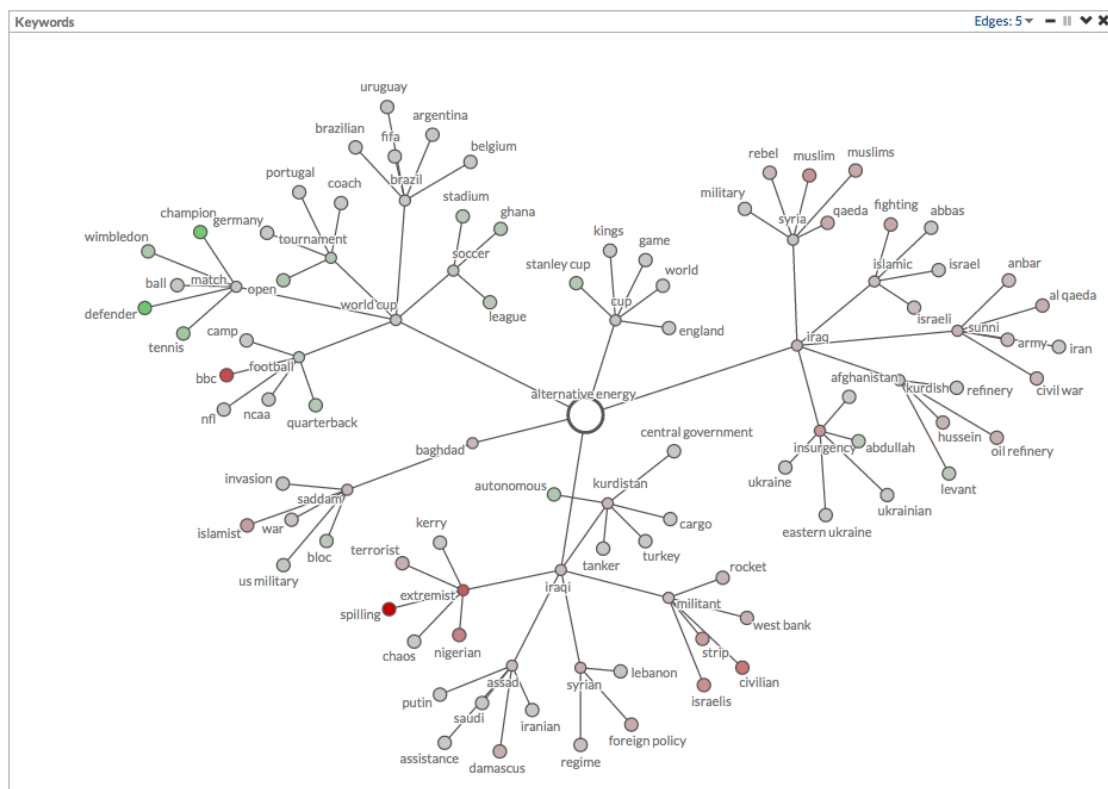 Keywords
Edges: 5
uruguay
argentina
brazilian
fifa
belgium
brazil
portugal
coach
champion
germany
tournament
wimbledon
match
open
ball
defender
tennis
stadium
ghana
soccer
league
world cup
camp
football
bbc
nfl
ncaa
quarterback
kings
game
stanley cup
world
cup
england
alternative energy
rebel
muslim
muslims
military
syria
qaeda
fighting
abbas
islamic
israel
israeli
anbar
al qaeda
sunni
army
iran
civil war
iraq
afghanistan
kurdish
refinery
hussein
oil refinery
levant
insurgency
abdullah
ukraine
ukrainian
eastern ukraine
baghdad
invasion
saddam
islamist
war
us military
bloc
central government
autonomous
kurdistan
cargo
tanker
turkey
kerry
terrorist
extremist
spilling
chaos
nigerian
iraqi
rocket
militant
west bank
strip
civilian
israelis
assad
putin
saudi
iranian
assistance
damascus
syrian
lebanon
foreign policy
regime